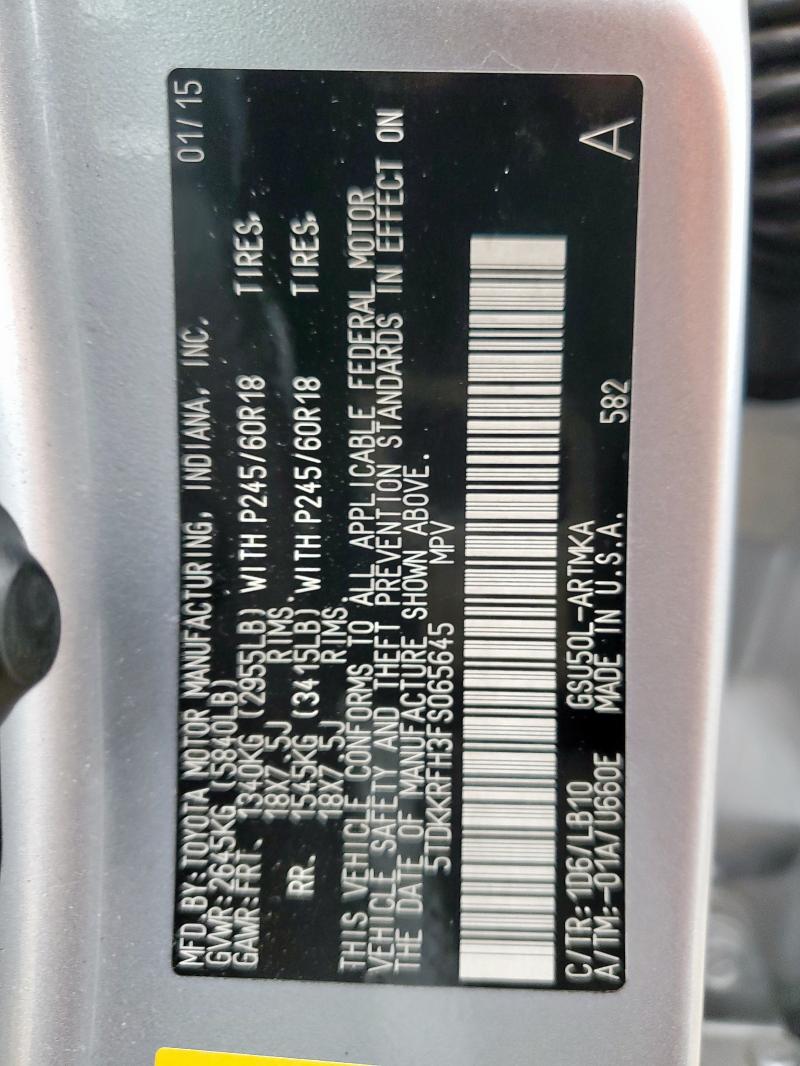 MFD.BY:TOYOTA MOTOR MANUFACTURING, INDIANA, INC. 01/15
GVWR:2645KG (5840LB)
GAWR:FRT. 1340KG (2955LB) WITH P245/60R18 TIRES,
18X7.5J RIMS.
RR. 1545KG (3415LB) WITH P245/60R18 TIRES,
18X7.5J RIMS.
THIS VEHICLE CONFORMS TO ALL APPLICABLE FEDERAL MOTOR
VEHICLE SAFETY AND THEFT PREVENTION STANDARDS IN EFFECT ON
THE DATE OF MANUFACTURE SHOWN ABOVE.
5TDKKRFH3FS065645 MPV
C/TR: 1D6/LB10 GSU50L-ARTMKA
A/TM:-01A/U660E MADE IN U.S.A. 582 A